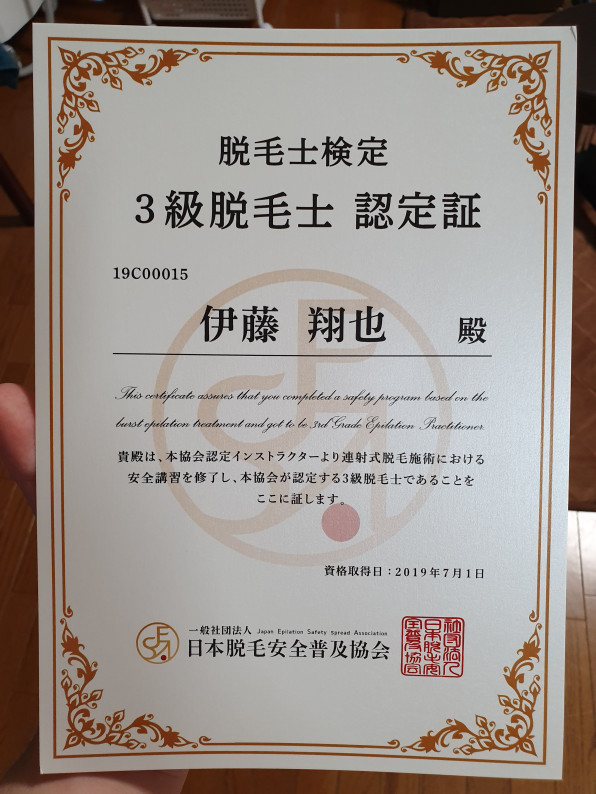 脱毛士検定
3級脱毛士 認定証
19C00015
伊藤 翔也 殿
This certificate assures that you completed a safety program based on the
burst epilation treatment and got to be 3rd Grade Epilation Practitioner.
貴殿は、本協会認定インストラクターより連射式脱毛施術における
安全講習を修了し、本協会が認定する3級脱毛士であることを
ここに証します。
資格取得日：2019年7月1日
一般社団法人 Japan Epilation Safety spread Association
日本脱毛安全普及協会